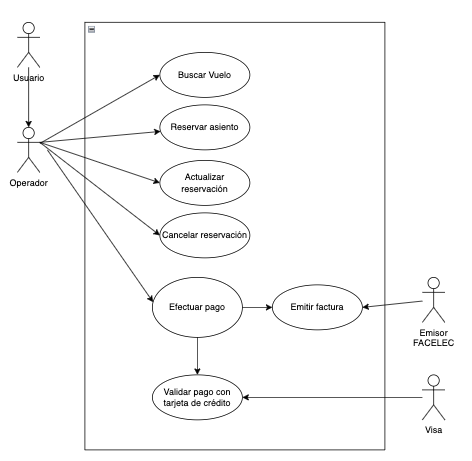 Usuario
Buscar Vuelo
Reservar asiento
Operador
Actualizar
reservación
Cancelar reservación
Efectuar pago
Emitir factura
Emisor
FACELEC
Validar pago con
tarjeta de crédito
Visa